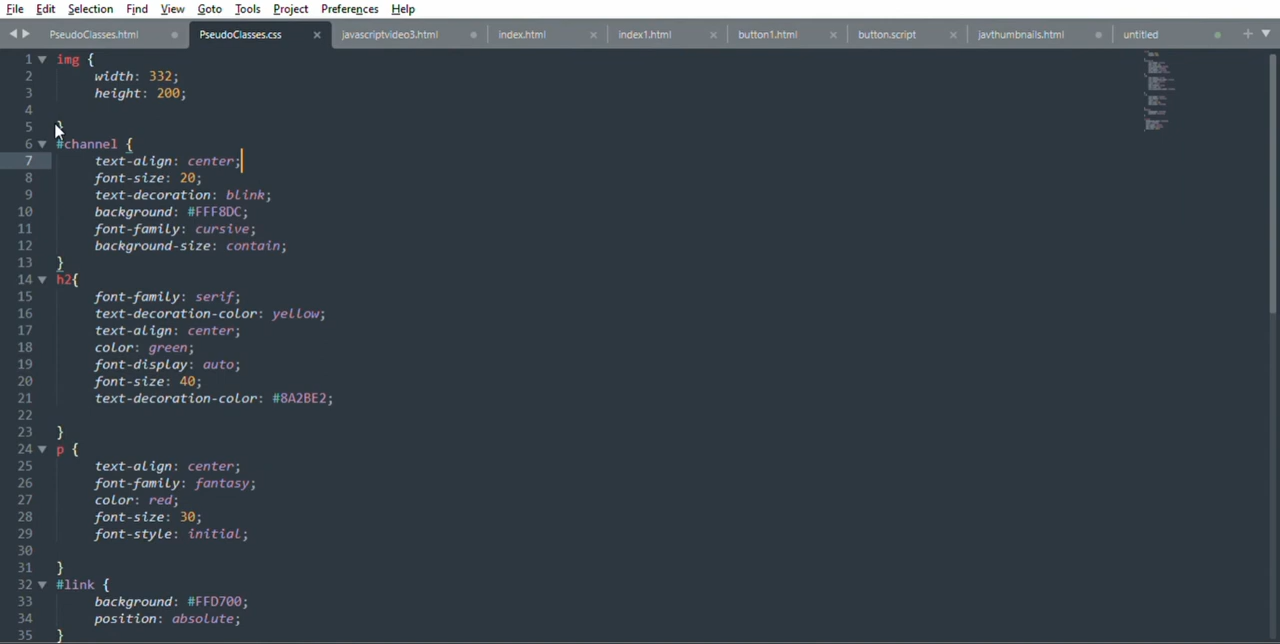 File Edit Selection Find View Goto Tools Project Preferences Help
PseudoClasses.html PseudoClasses.css javascriptvideo3.html index.html index1.html button1.html button.script javthumbnails.html untitled
1 img {
2 width: 332;
3 height: 200;
4
5 }
6 #channel {
7 text-align: center;
8 font-size: 20;
9 text-decoration: blink;
10 background: #FFF8DC;
11 font-family: cursive;
12 background-size: contain;
13 }
14 h2{
15 font-family: serif;
16 text-decoration-color: yellow;
17 text-align: center;
18 color: green;
19 font-display: auto;
20 font-size: 40;
21 text-decoration-color: #8A2BE2;
22
23 }
24 p {
25 text-align: center;
26 font-family: fantasy;
27 color: red;
28 font-size: 30;
29 font-style: initial;
30
31 }
32 #link {
33 background: #FFD700;
34 position: absolute;
35 }